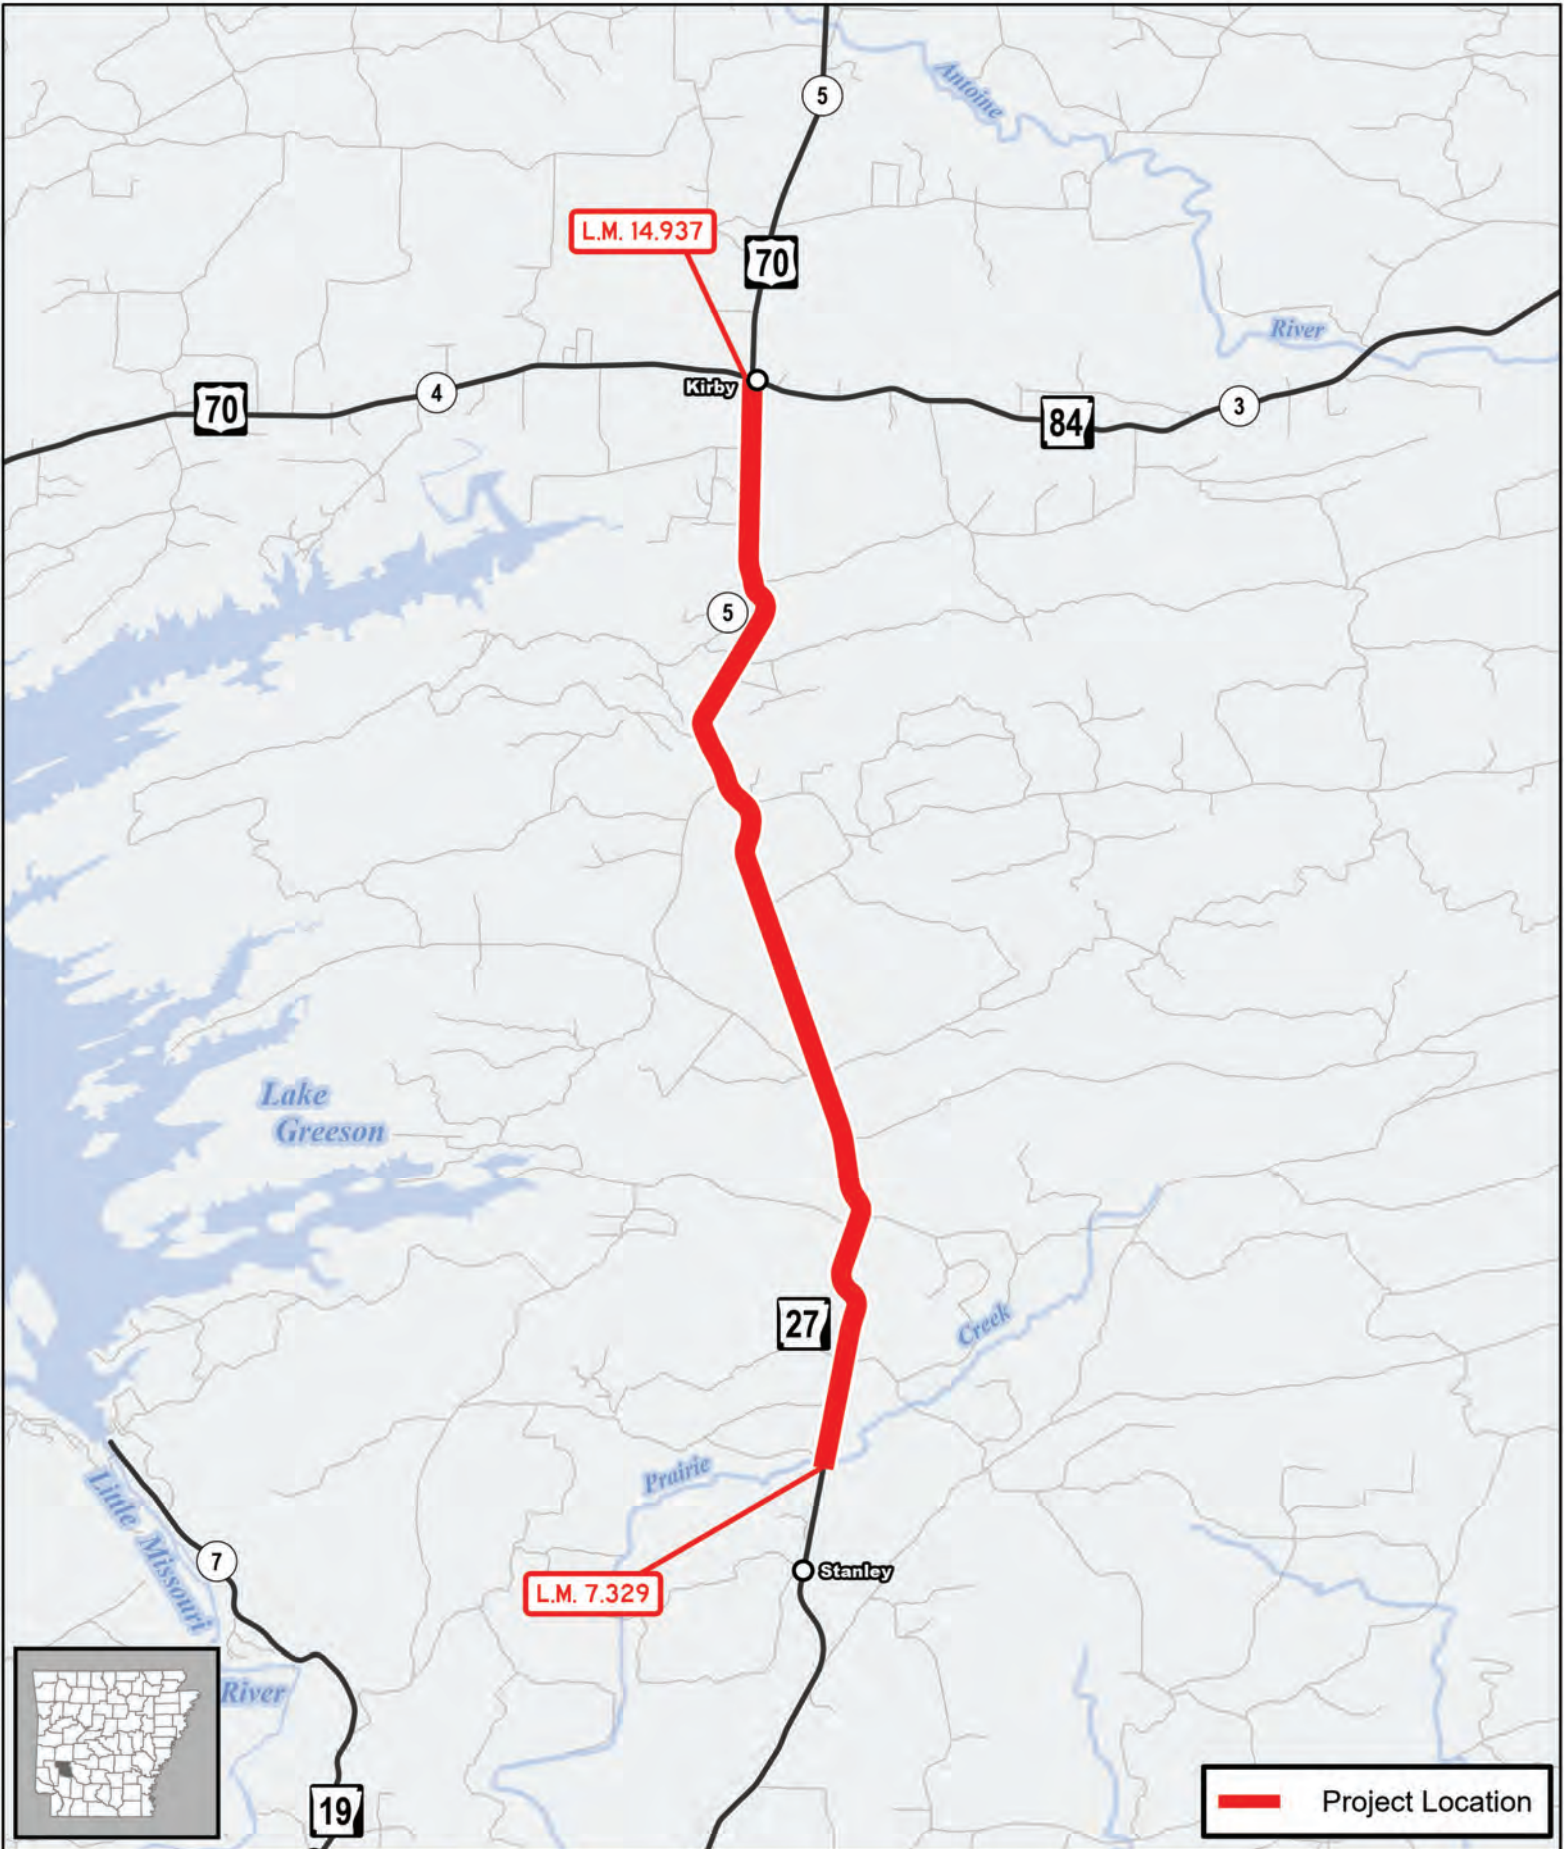 5
Antoine
L.M. 14.937
70
River
Kirby
4
70
84
3
5
Lake
Greeson
27
Creek
Prairie
Little Missouri
7
Stanley
L.M. 7.329
River
19
Project Location